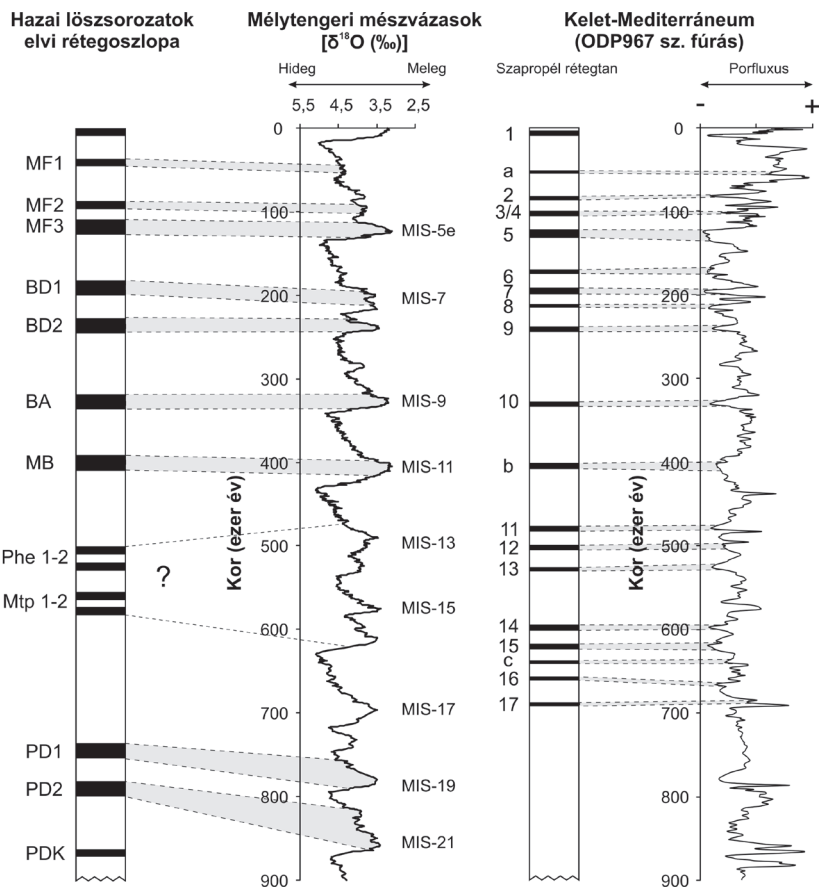 Hazai löszsorozatok
elvi rétegoszlopa
MF1
MF2
MF3
BD1
BD2
BA
MB
Phe 1-2
Mtp 1-2
PD1
PD2
PDK
?
Mélytengeri mészvázasok
[δ¹⁸O (‰)]
Hideg Meleg
5,5 4,5 3,5 2,5
Kor (ezer év)
0
100
200
300
400
500
600
700
800
900
MIS-5e
MIS-7
MIS-9
MIS-11
MIS-13
MIS-15
MIS-17
MIS-19
MIS-21
Kelet-Mediterráneum
(ODP967 sz. fúrás)
Szapropél rétegtan
1
a
2
3/4
5
6
7
8
9
10
b
11
12
13
14
15
c
16
17
Porfluxus
- +
Kor (ezer év)
0
100
200
300
400
500
600
700
800
900